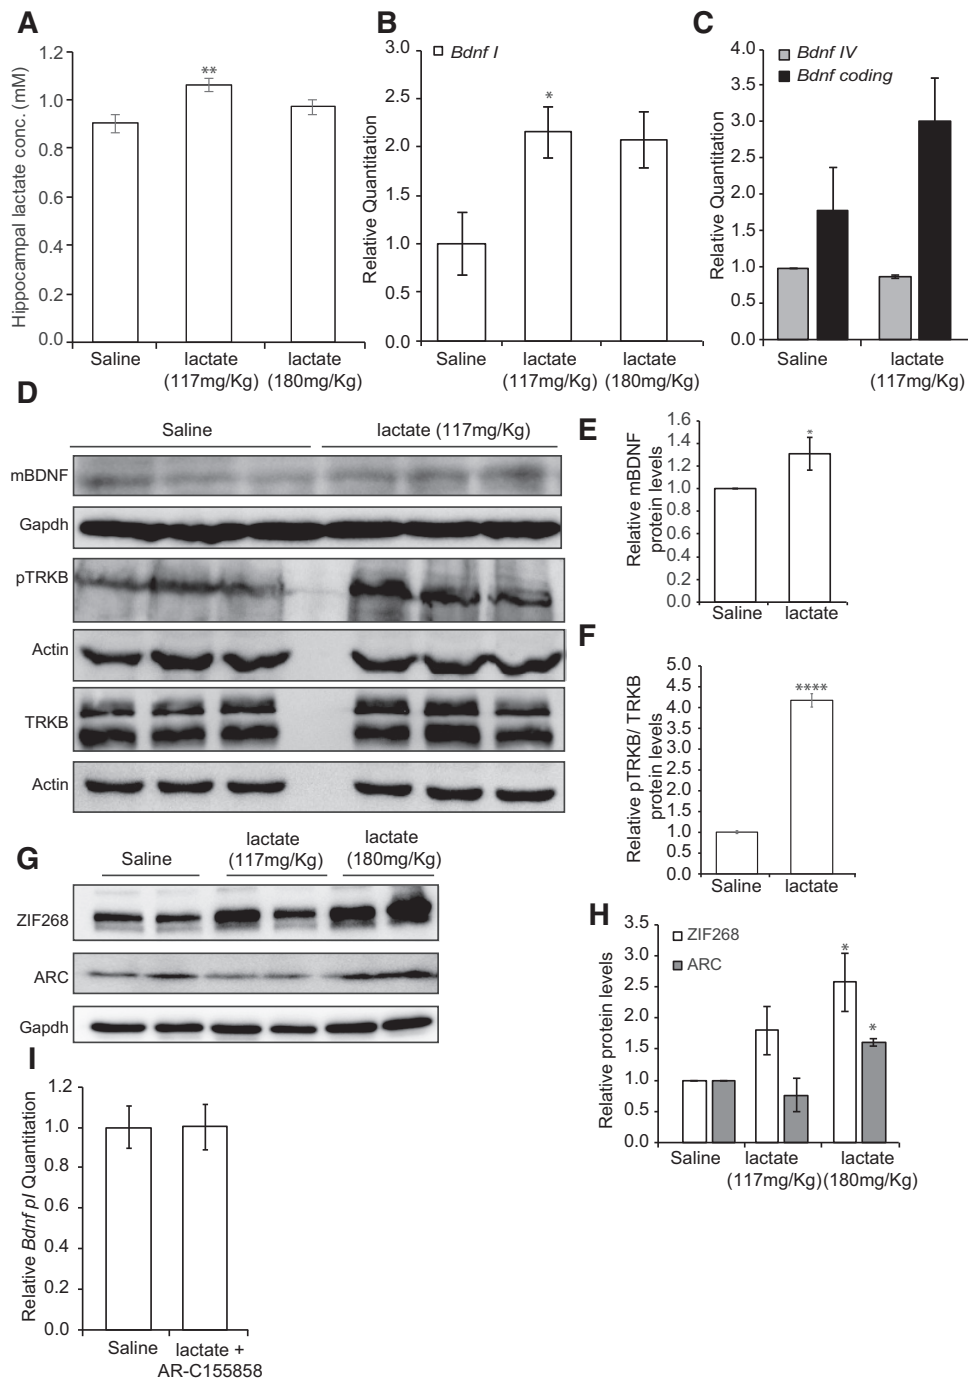 A
Hippocampal lactate conc. (mM)
1.2
1.0
0.8
0.6
0.4
0.2
0.0
**
Saline
lactate
(117mg/Kg)
lactate
(180mg/Kg)
B
Relative Quantitation
3.0
2.5
2.0
1.5
1.0
0.5
0.0
Bdnf I
*
Saline
lactate
(117mg/Kg)
lactate
(180mg/Kg)
C
Relative Quantitation
4.0
3.5
3.0
2.5
2.0
1.5
1.0
0.5
0.0
Bdnf IV
Bdnf coding
Saline
lactate
(117mg/Kg)
D
Saline
lactate (117mg/Kg)
mBDNF
Gapdh
pTRKB
Actin
TRKB
Actin
E
Relative mBDNF
protein levels
1.6
1.4
1.2
1.0
0.8
0.6
0.4
0.2
0.0
*
Saline
lactate
F
Relative pTRKB/ TRKB
protein levels
5.0
4.5
4.0
3.5
3.0
2.5
2.0
1.5
1.0
0.5
0.0
****
Saline
lactate
G
Saline
lactate
(117mg/Kg)
lactate
(180mg/Kg)
ZIF268
ARC
Gapdh
H
Relative protein levels
3.5
3.0
2.5
2.0
1.5
1.0
0.5
0.0
ZIF268
ARC
*
*
Saline
lactate
(117mg/Kg)
lactate
(180mg/Kg)
I
Relative Bdnf pI Quantitation
1.2
1.0
0.8
0.6
0.4
0.2
0.0
Saline
lactate +
AR-C155858